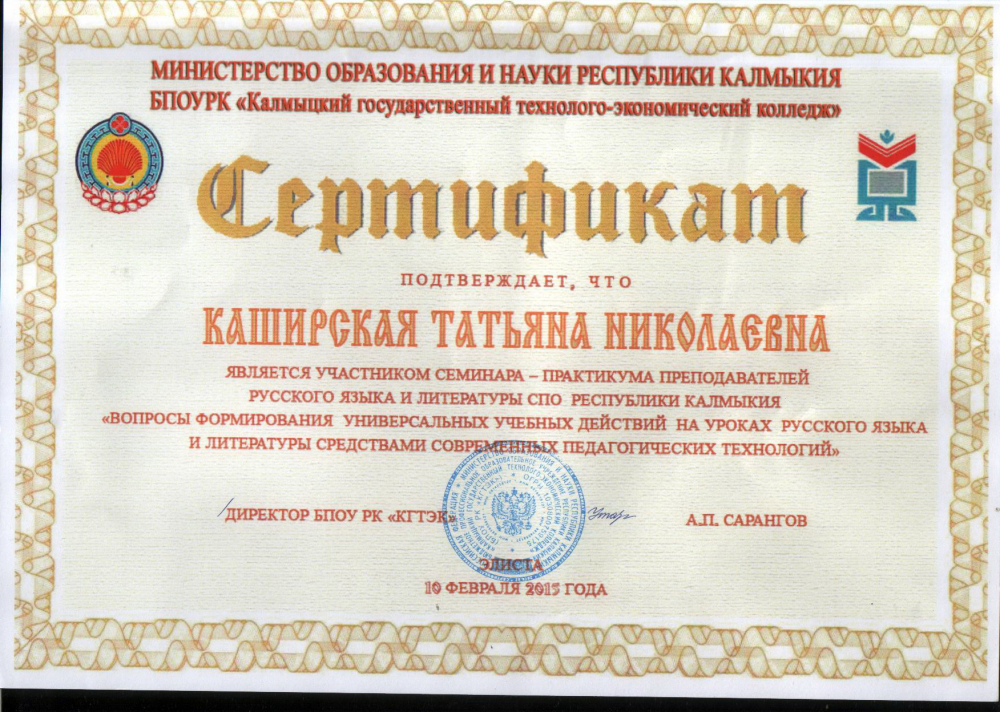 МИНИСТЕРСТВО ОБРАЗОВАНИЯ И НАУКИ РЕСПУБЛИКИ КАЛМЫКИЯ
БПОУРК «Калмыцкий государственный технолого-экономический колледж»
Сертификат
ПОДТВЕРЖДАЕТ, ЧТО
КАШИРСКАЯ ТАТЬЯНА НИКОЛАЕВНА
ЯВЛЯЕТСЯ УЧАСТНИКОМ СЕМИНАРА – ПРАКТИКУМА ПРЕПОДАВАТЕЛЕЙ
РУССКОГО ЯЗЫКА И ЛИТЕРАТУРЫ СПО РЕСПУБЛИКИ КАЛМЫКИЯ
«ВОПРОСЫ ФОРМИРОВАНИЯ УНИВЕРСАЛЬНЫХ УЧЕБНЫХ ДЕЙСТВИЙ НА УРОКАХ РУССКОГО ЯЗЫКА
И ЛИТЕРАТУРЫ СРЕДСТВАМИ СОВРЕМЕННЫХ ПЕДАГОГИЧЕСКИХ ТЕХНОЛОГИЙ»
ДИРЕКТОР БПОУ РК «КГТЭК» А.П. САРАНГОВ
ЭЛИСТА
10 ФЕВРАЛЯ 2015 ГОДА